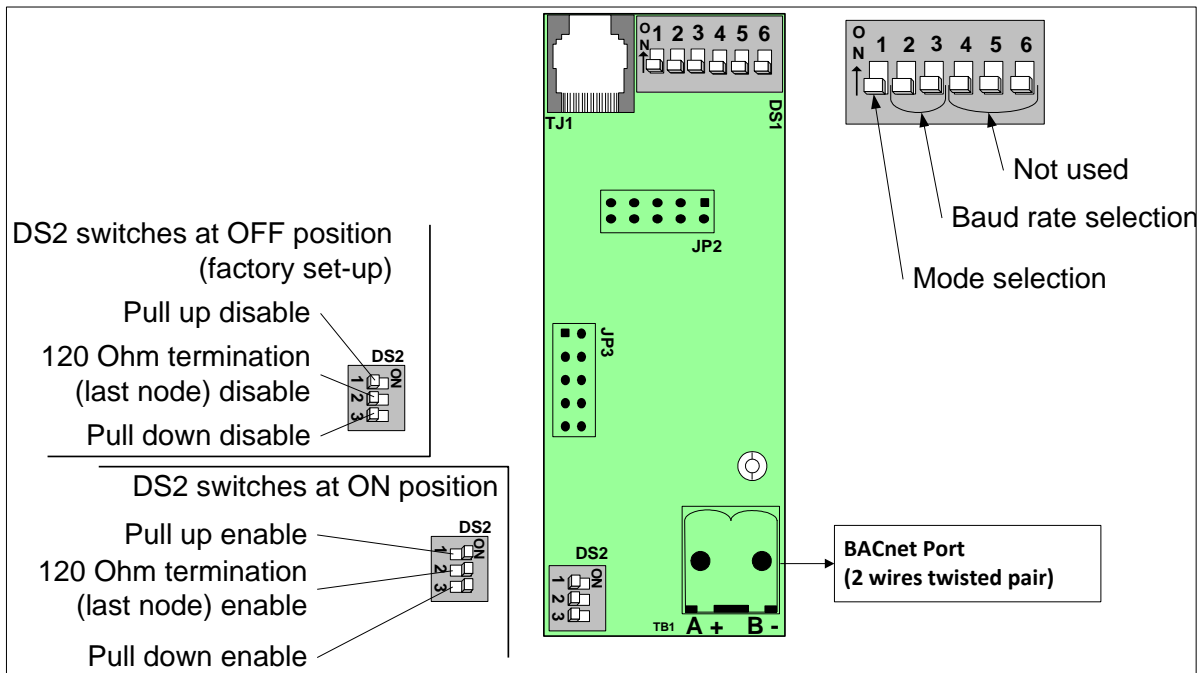 DS2 switches at OFF position
(factory set-up)
Pull up disable
120 Ohm termination
(last node) disable
Pull down disable
DS2
ON
1
2
3
DS2 switches at ON position
Pull up enable
120 Ohm termination
(last node) enable
Pull down enable
DS2
ON
1
2
3
TJ1
ON
1 2 3 4 5 6
DS1
JP2
JP3
DS2
ON
1
2
3
TB1
A + B -
BACnet Port
(2 wires twisted pair)
ON
1 2 3 4 5 6
Not used
Baud rate selection
Mode selection